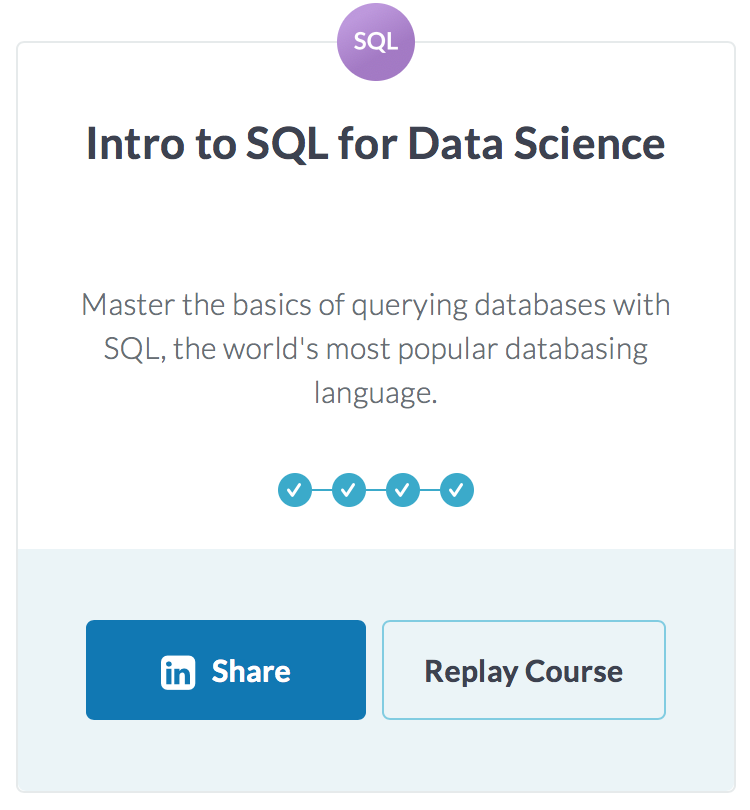 SQL
Intro to SQL for Data Science
Master the basics of querying databases with
SQL, the world's most popular databasing
language.
in Share
Replay Course